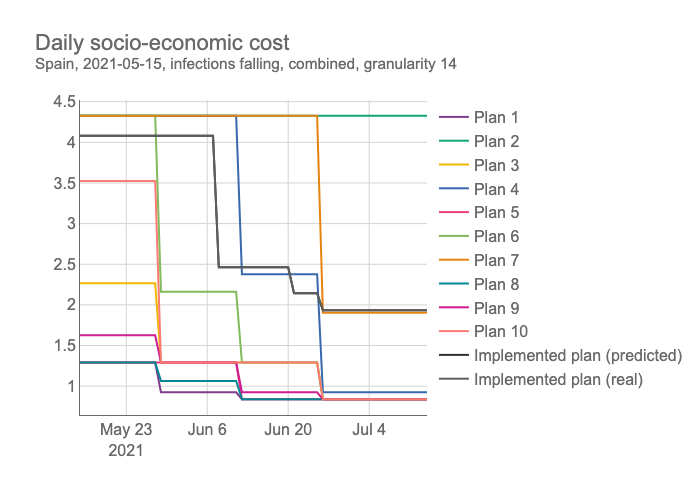 Daily socio-economic cost
Spain, 2021-05-15, infections falling, combined, granularity 14
4.5
4
3.5
3
2.5
2
1.5
1
May 23
2021
Jun 6
Jun 20
Jul 4
Plan 1
Plan 2
Plan 3
Plan 4
Plan 5
Plan 6
Plan 7
Plan 8
Plan 9
Plan 10
Implemented plan (predicted)
Implemented plan (real)